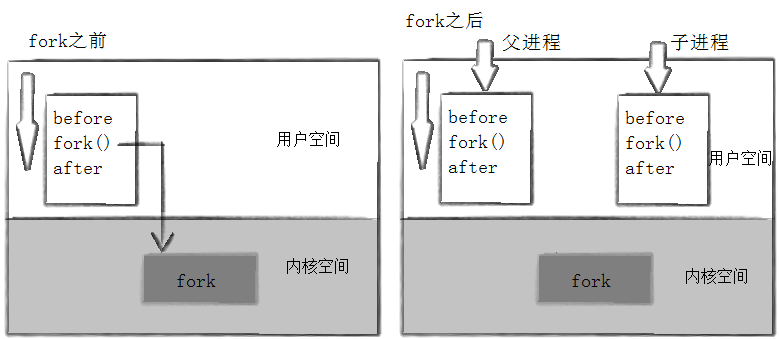 fork之前
before
fork()
after
用户空间
内核空间
fork
fork之后
父进程
子进程
before
fork()
after
before
fork()
after
用户空间
内核空间
fork